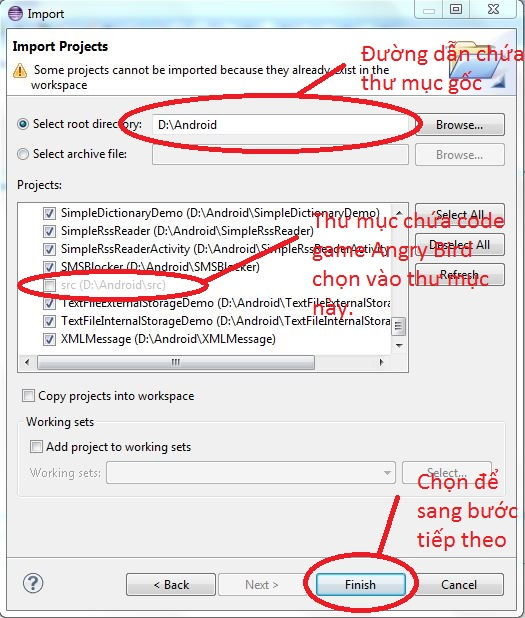 Import
Import Projects
Some projects cannot be imported because they already exist in the
workspace
Đường dẫn chứa
thư mục gốc
Select root directory: D:\Android Browse...
Select archive file: Browse...
Projects:
SimpleDictionaryDemo (D:\Android\SimpleDictionaryDemo)
SimpleRssReader (D:\Android\SimpleRssReader)
SimpleRssReaderActivity (D:\Android\SimpleRssReaderActivit
SMSBlocker (D:\Android\SMSBlocker)
src (D:\Android\src)
TextFileExternalStorageDemo (D:\Android\TextFileExternalStora
TextFileInternalStorageDemo (D:\Android\TextFileInternalStora
XMLMessage (D:\Android\XMLMessage)
Select All
Deselect All
Refresh
Thư mục chứa code
game Angry Bird
chọn vào thư mục
này.
Copy projects into workspace
Working sets
Add project to working sets
Working sets: Select...
Chọn để
sang bước
tiếp theo
? < Back Next > Finish Cancel